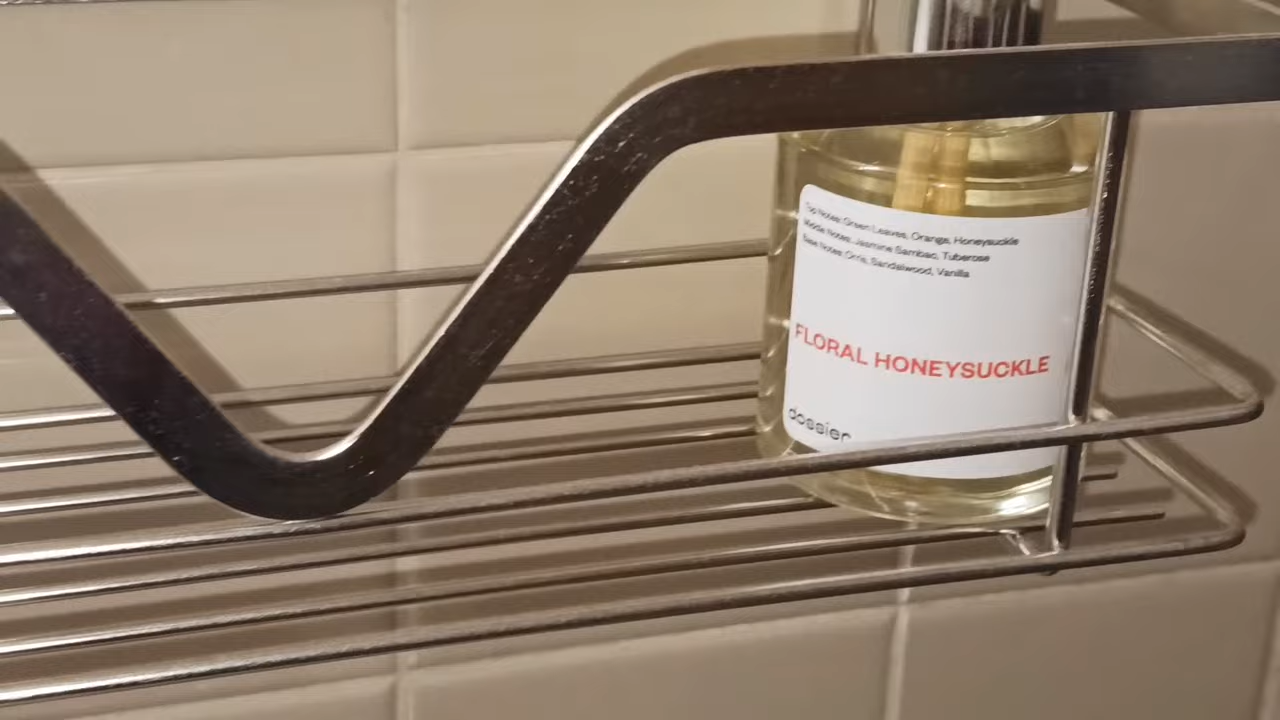 Top Notes: Green Leaves, Orange, Honeysuckle
Middle Notes: Jasmine Sambac, Tuberose
Base Notes: Orris, Sandalwood, Vanilla
FLORAL HONEYSUCKLE
dossier